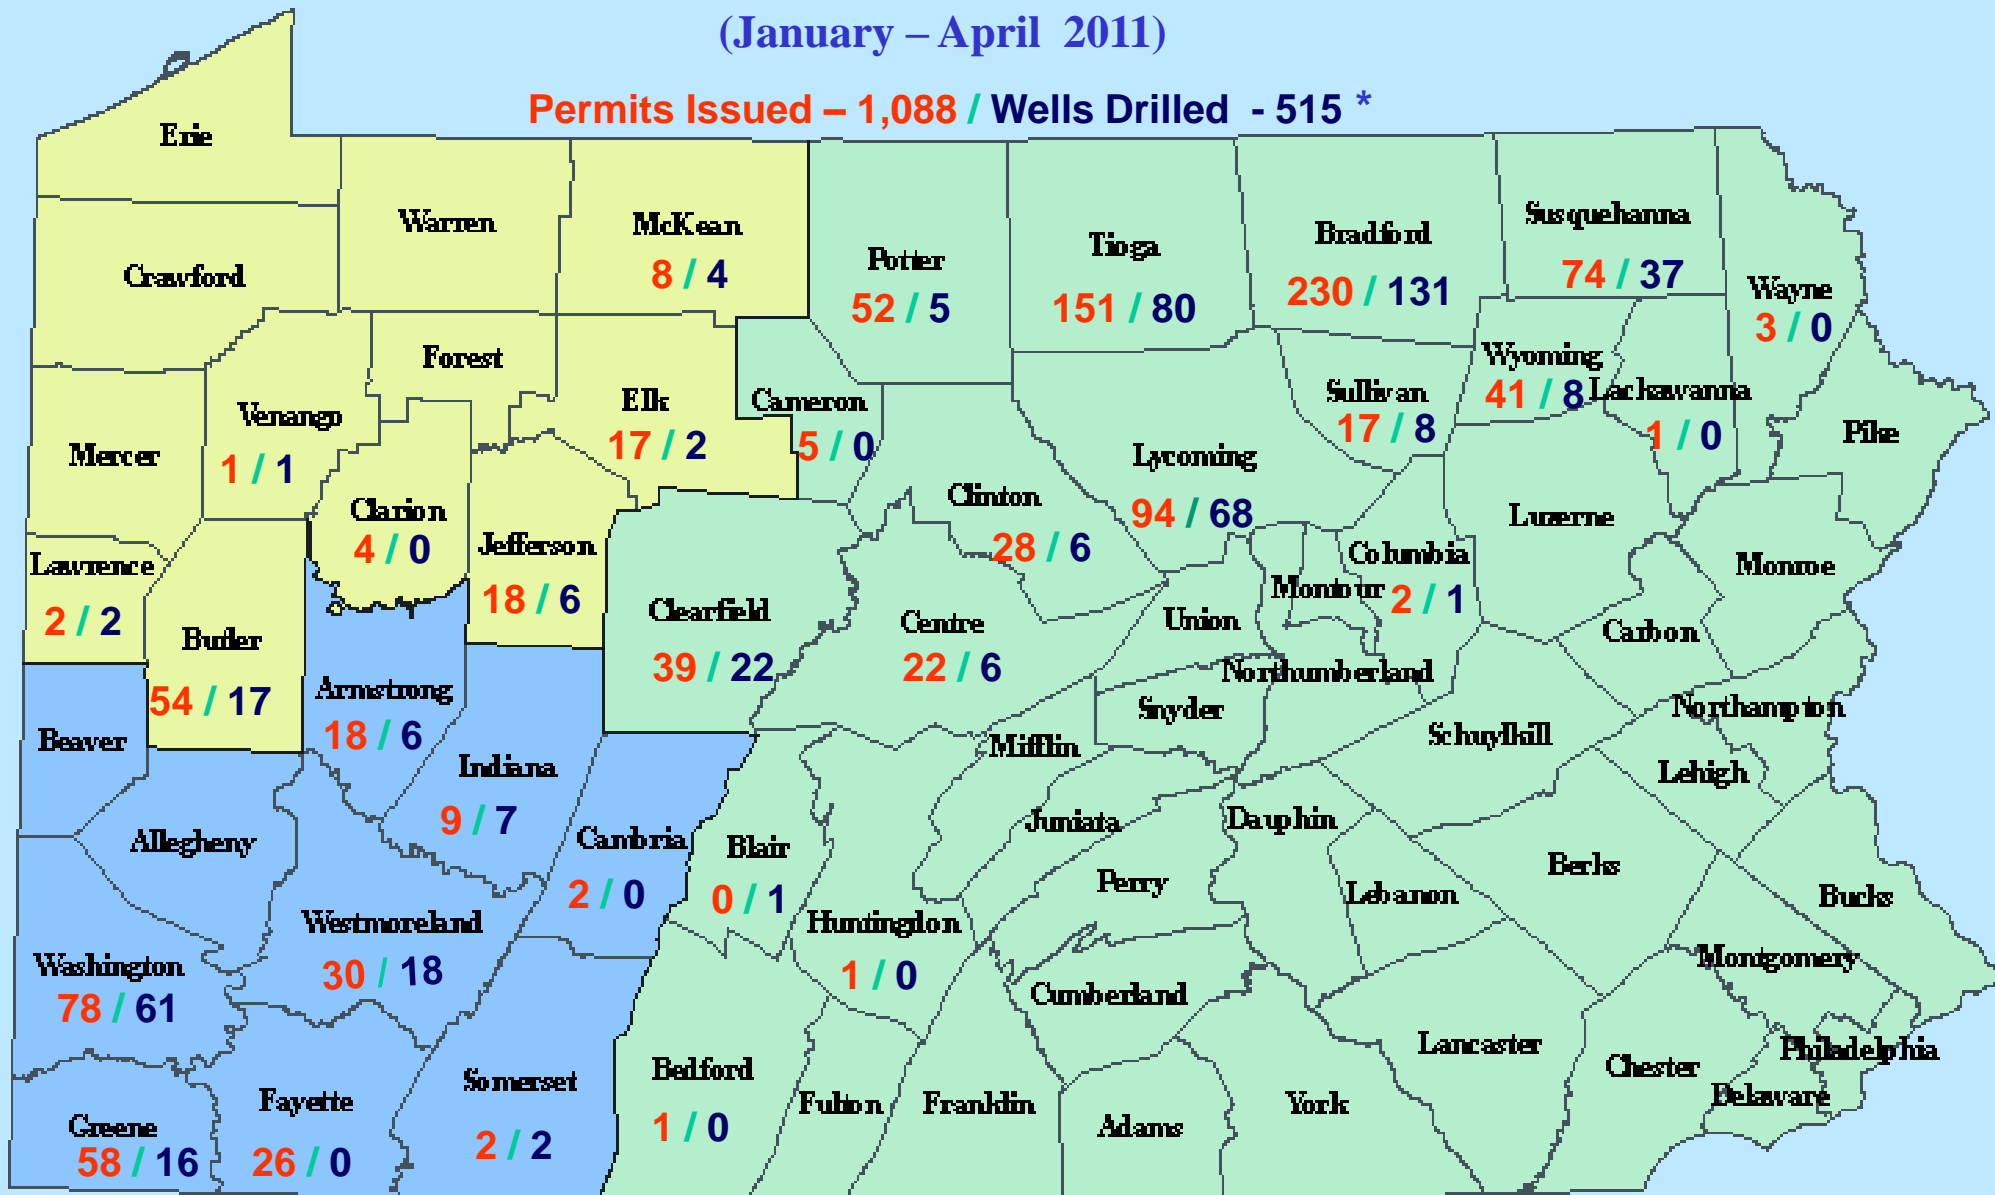 (January – April 2011)
Permits Issued – 1,088 / Wells Drilled - 515 *
Erie
Warren
McKean
8 / 4
Crawford
Potter
52 / 5
Tioga
151 / 80
Bradford
230 / 131
Susquehanna
74 / 37
Wayne
3 / 0
Forest
Venango
1 / 1
Elk
17 / 2
Cameron
5 / 0
Sullivan
17 / 8
Wyoming
41 / 8
Lackawanna
1 / 0
Pike
Mercer
Lycoming
94 / 68
Clinton
28 / 6
Clarion
4 / 0
Jefferson
18 / 6
Luzerne
Columbia
2 / 1
Monroe
Lawrence
2 / 2
Butler
54 / 17
Clearfield
39 / 22
Centre
22 / 6
Union
Montour
Carbon
Northumberland
Armstrong
18 / 6
Snyder
Northampton
Beaver
Indiana
9 / 7
Mifflin
Schuylkill
Lehigh
Allegheny
Cambria
2 / 0
Blair
0 / 1
Juniata
Dauphin
Berks
Perry
Lebanon
Bucks
Westmoreland
30 / 18
Huntingdon
1 / 0
Washington
78 / 61
Cumberland
Montgomery
Lancaster
Philadelphia
Chester
Bedford
1 / 0
Somerset
2 / 2
Fayette
26 / 0
Greene
58 / 16
Fulton
Franklin
Adams
York
Delaware